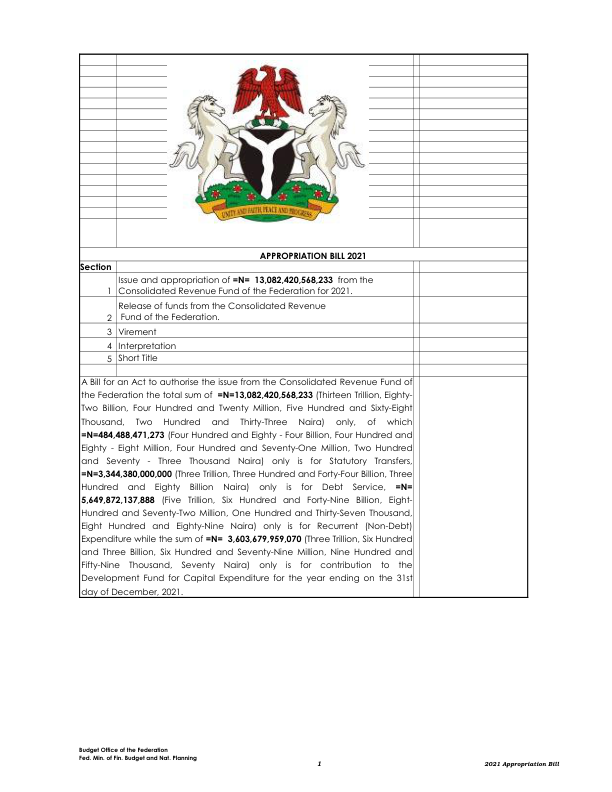 UNITY AND FAITH, PEACE AND PROGRESS
APPROPRIATION BILL 2021
Section
1 Issue and appropriation of =N= 13,082,420,568,233 from the
Consolidated Revenue Fund of the Federation for 2021.
2 Release of funds from the Consolidated Revenue
Fund of the Federation.
3 Virement
4 Interpretation
5 Short Title
A Bill for an Act to authorise the issue from the Consolidated Revenue Fund of
the Federation the total sum of =N=13,082,420,568,233 (Thirteen Trillion, Eighty-
Two Billion, Four Hundred and Twenty Million, Five Hundred and Sixty-Eight
Thousand, Two Hundred and Thirty-Three Naira) only, of which
=N=484,488,471,273 (Four Hundred and Eighty - Four Billion, Four Hundred and
Eighty - Eight Million, Four Hundred and Seventy-One Million, Two Hundred
and Seventy - Three Thousand Naira) only is for Statutory Transfers,
=N=3,344,380,000,000 (Three Trillion, Three Hundred and Forty-Four Billion, Three
Hundred and Eighty Billion Naira) only is for Debt Service, =N=
5,649,872,137,888 (Five Trillion, Six Hundred and Forty-Nine Billion, Eight-
Hundred and Seventy-Two Million, One Hundred and Thirty-Seven Thousand,
Eight Hundred and Eighty-Nine Naira) only is for Recurrent (Non-Debt)
Expenditure while the sum of =N= 3,603,679,959,070 (Three Trillion, Six Hundred
and Three Billion, Six Hundred and Seventy-Nine Million, Nine Hundred and
Fifty-Nine Thousand, Seventy Naira) only is for contribution to the
Development Fund for Capital Expenditure for the year ending on the 31st
day of December, 2021.
Budget Office of the Federation
Fed. Min. of Fin. Budget and Nat. Planning
1
2021 Appropriation Bill